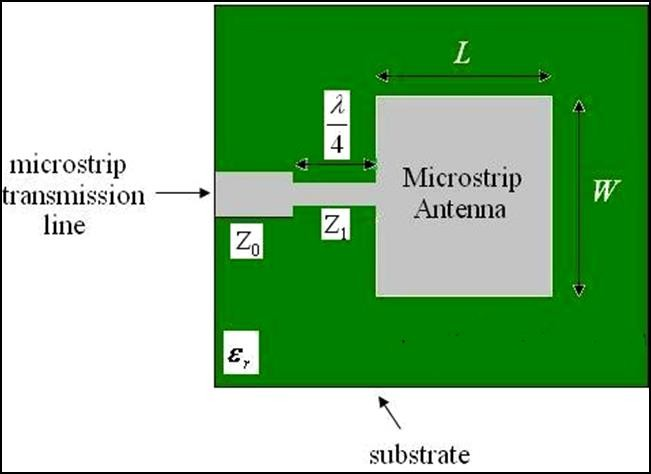 L
λ
4
microstrip
transmission
line
Microstrip
Antenna
W
Z₀
Z₁
εᵣ
substrate